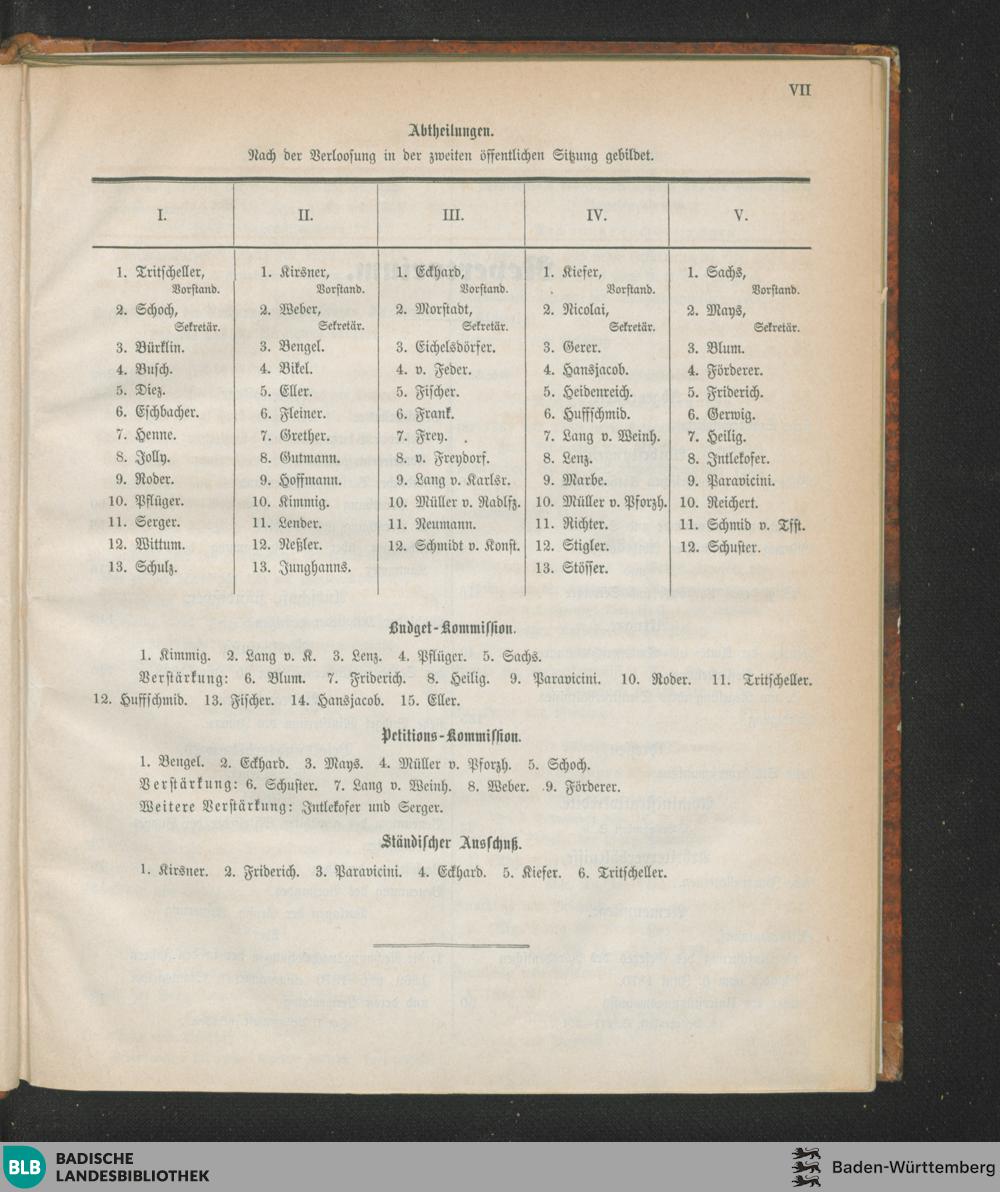 VII
Abtheilungen.
Nach der Verloosung in der zweiten öffentlichen Sitzung gebildet.
I. II. III. IV. V.
1. Tritscheller, 1. Kirsner, 1. Eckhard, 1. Kiefer, 1. Sachs,
Vorstand. Vorstand. Vorstand. Vorstand. Vorstand.
2. Schoch, 2. Weber, 2. Morstadt, 2. Nicolai, 2. Mays,
Sekretär. Sekretär. Sekretär. Sekretär. Sekretär.
3. Bürklin. 3. Bengel. 3. Eichelsdörfer. 3. Gerer. 3. Blum.
4. Busch. 4. Bikel. 4. v. Feder. 4. Hansjacob. 4. Förderer.
5. Diez. 5. Eller. 5. Fischer. 5. Heidenreich. 5. Friderich.
6. Eschbacher. 6. Fleiner. 6. Frank. 6. Huffschmid. 6. Gerwig.
7. Henne. 7. Grether. 7. Frey. 7. Lang v. Weinh. 7. Heilig.
8. Jolly. 8. Gutmann. 8. v. Freydorf. 8. Lenz. 8. Intlekofer.
9. Roder. 9. Hoffmann. 9. Lang v. Karlsr. 9. Marbe. 9. Paravicini.
10. Pflüger. 10. Kimmig. 10. Müller v. Radlfz. 10. Müller v. Pforzh. 10. Reichert.
11. Serger. 11. Lender. 11. Neumann. 11. Richter. 11. Schmid v. Tfst.
12. Wittum. 12. Neßler. 12. Schmidt v. Konst. 12. Stigler. 12. Schuster.
13. Schulz. 13. Junghanns. 13. Stösser.
Budget-Kommission.
1. Kimmig. 2. Lang v. K. 3. Lenz. 4. Pflüger. 5. Sachs.
Verstärkung: 6. Blum. 7. Friderich. 8. Heilig. 9. Paravicini. 10. Roder. 11. Tritscheller.
12. Huffschmid. 13. Fischer. 14. Hansjacob. 15. Eller.
Petitions-Kommission.
1. Bengel. 2. Eckhard. 3. Mays. 4. Müller v. Pforzh. 5. Schoch.
Verstärkung: 6. Schuster. 7. Lang v. Weinh. 8. Weber. 9. Förderer.
Weitere Verstärkung: Intlekofer und Serger.
Ständischer Ausschuß.
1. Kirsner. 2. Friderich. 3. Paravicini. 4. Eckhard. 5. Kiefer. 6. Tritscheller.
BLB BADISCHE
LANDESBIBLIOTHEK
Baden-Württemberg